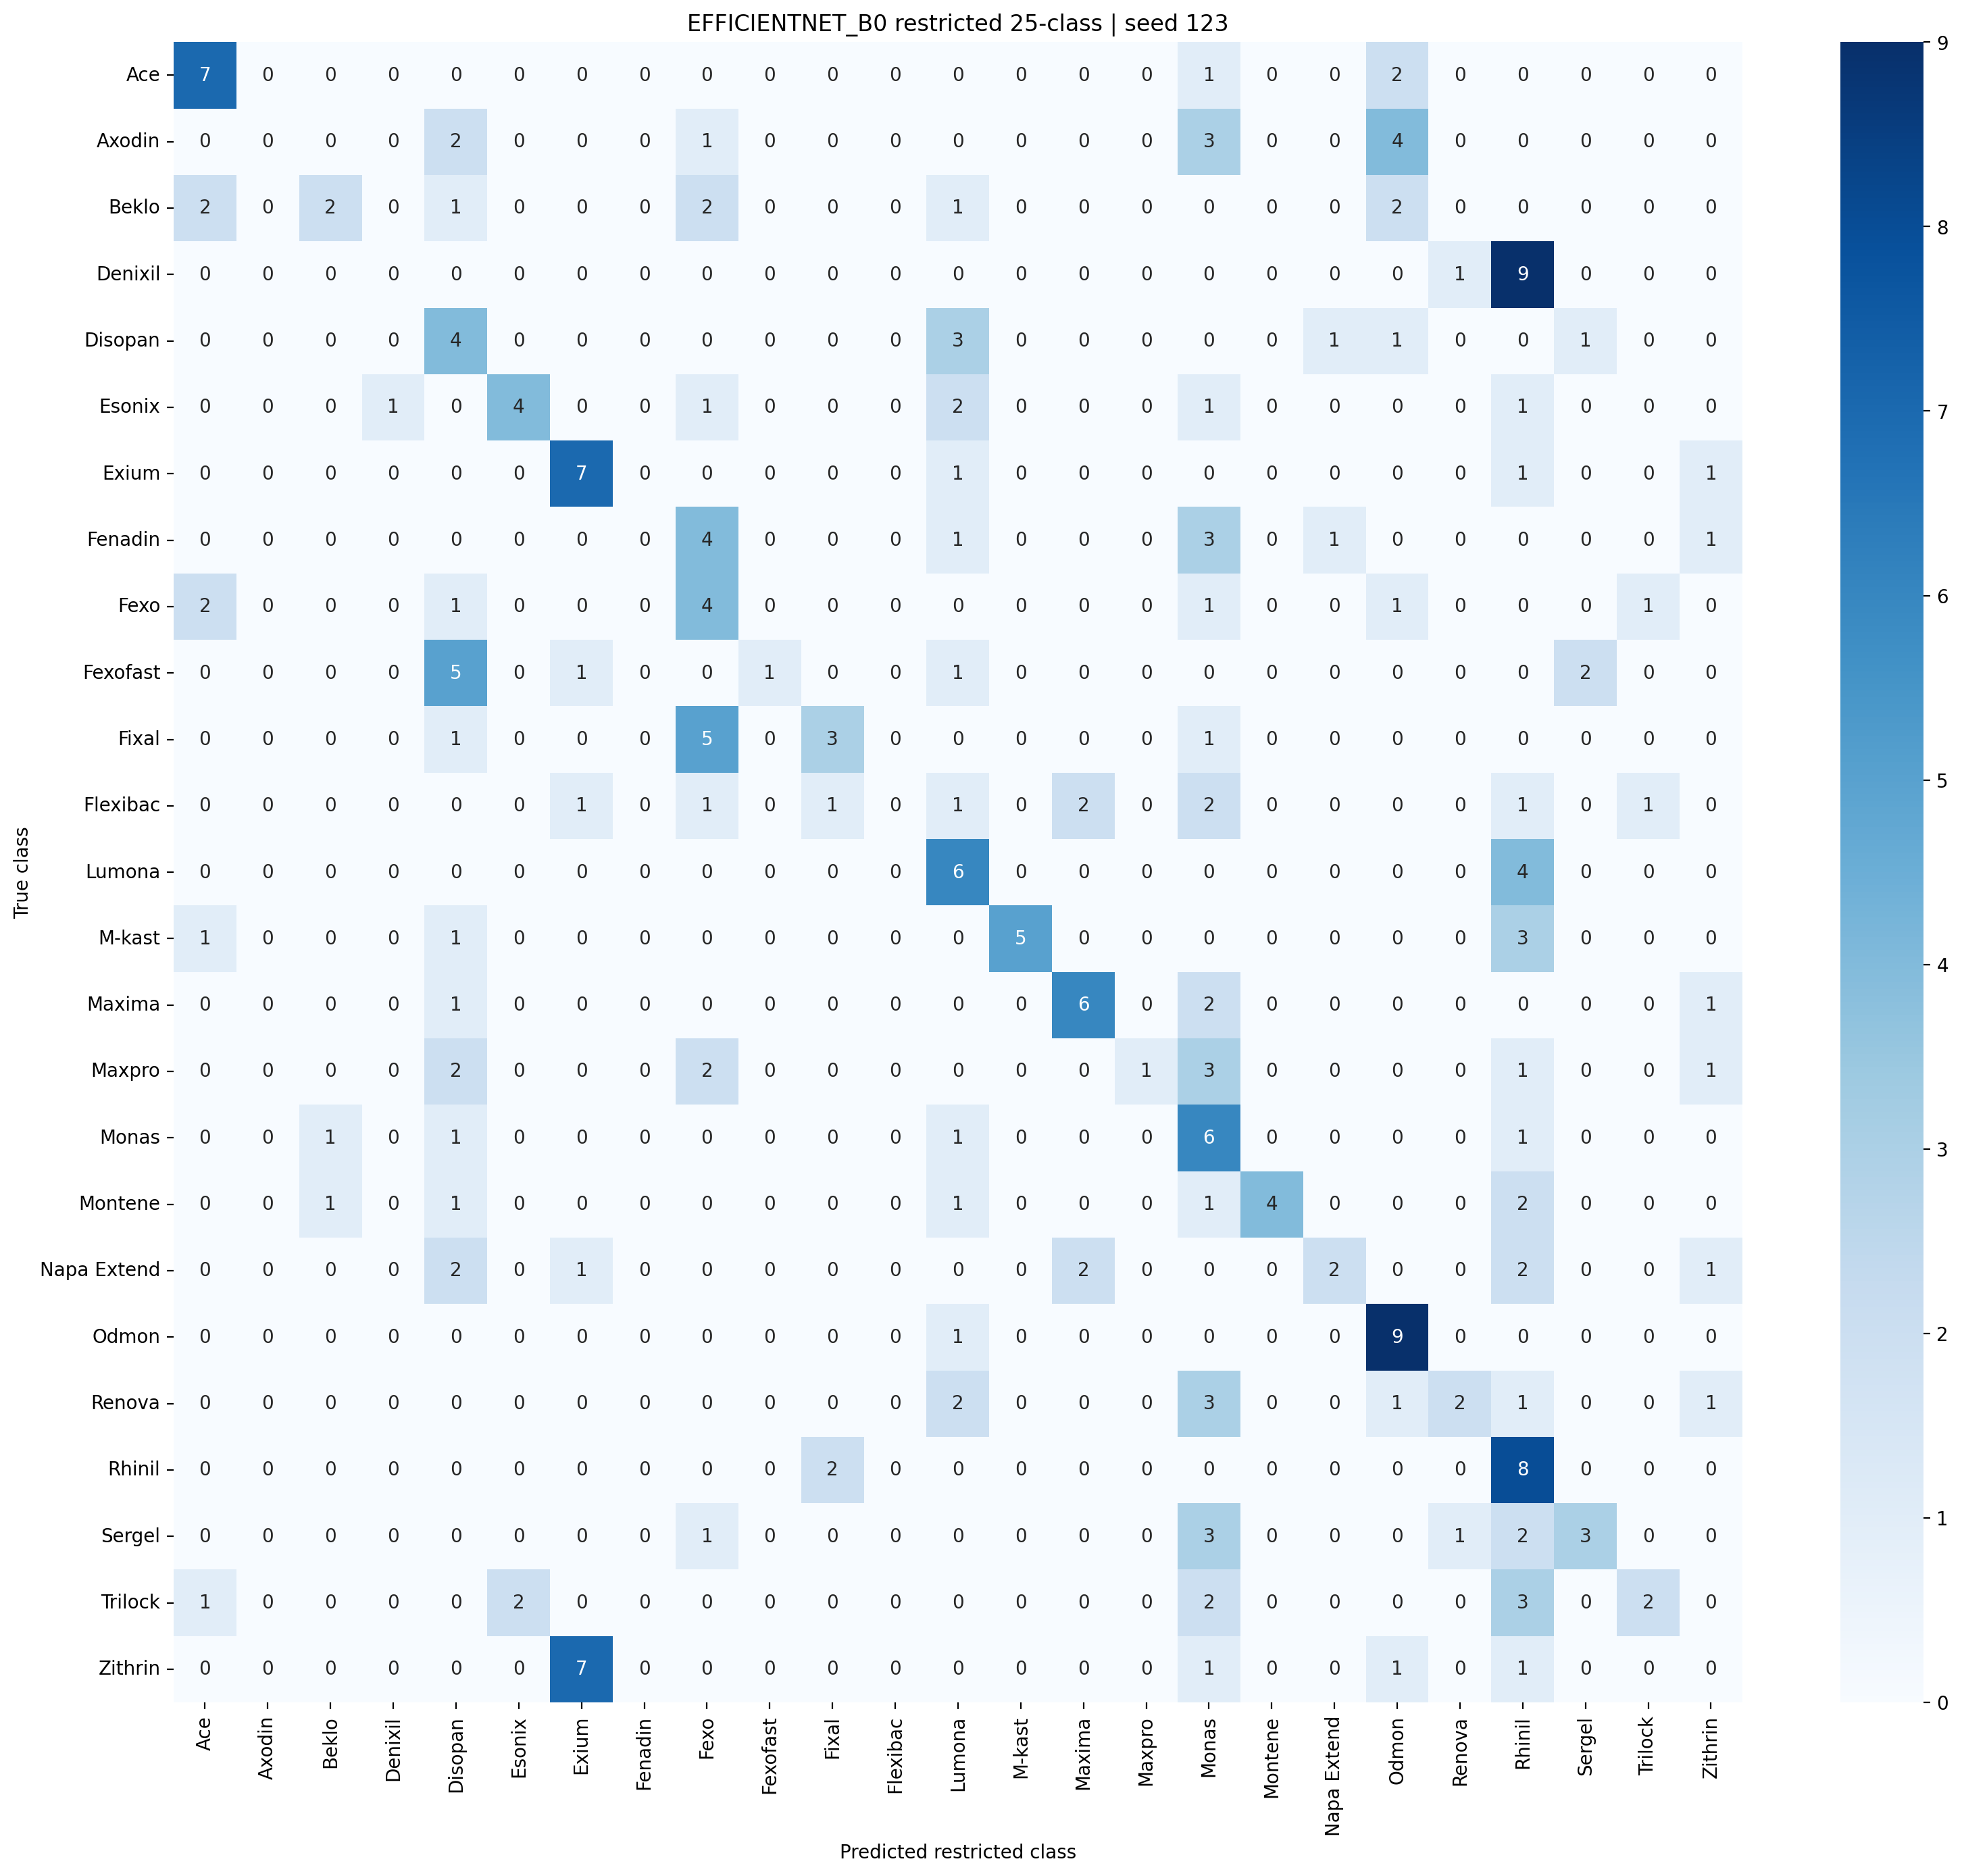 EFFICIENTNET_B0 restricted 25-class | seed 123
Ace 7 0 0 0 0 0 0 0 0 0 0 0 0 0 0 0 1 0 0 2 0 0 0 0 0
Axodin 0 0 0 0 2 0 0 0 1 0 0 0 0 0 0 0 3 0 0 4 0 0 0 0 0
Beklo 2 0 2 0 1 0 0 0 2 0 0 0 1 0 0 0 0 0 0 2 0 0 0 0 0
Denixil 0 0 0 0 0 0 0 0 0 0 0 0 0 0 0 0 0 0 0 0 1 9 0 0 0
Disopan 0 0 0 0 4 0 0 0 0 0 0 0 3 0 0 0 0 0 1 1 0 0 1 0 0
Esonix 0 0 0 1 0 4 0 0 1 0 0 0 2 0 0 0 1 0 0 0 0 1 0 0 0
Exium 0 0 0 0 0 0 7 0 0 0 0 0 1 0 0 0 0 0 0 0 0 1 0 0 1
Fenadin 0 0 0 0 0 0 0 0 4 0 0 0 1 0 0 0 3 0 1 0 0 0 0 0 1
Fexo 2 0 0 0 1 0 0 0 4 0 0 0 0 0 0 0 1 0 0 1 0 0 0 1 0
Fexofast 0 0 0 0 5 0 1 0 0 1 0 0 1 0 0 0 0 0 0 0 0 0 2 0 0
Fixal 0 0 0 0 1 0 0 0 5 0 3 0 0 0 0 0 1 0 0 0 0 0 0 0 0
Flexibac 0 0 0 0 0 0 1 0 1 0 1 0 1 0 2 0 2 0 0 0 0 1 0 1 0
Lumona 0 0 0 0 0 0 0 0 0 0 0 0 6 0 0 0 0 0 0 0 0 4 0 0 0
M-kast 1 0 0 0 1 0 0 0 0 0 0 0 0 5 0 0 0 0 0 0 0 3 0 0 0
Maxima 0 0 0 0 1 0 0 0 0 0 0 0 0 0 6 0 2 0 0 0 0 0 0 0 1
Maxpro 0 0 0 0 2 0 0 0 2 0 0 0 0 0 0 1 3 0 0 0 0 1 0 0 1
Monas 0 0 1 0 1 0 0 0 0 0 0 0 1 0 0 0 6 0 0 0 0 1 0 0 0
Montene 0 0 1 0 1 0 0 0 0 0 0 0 1 0 0 0 1 4 0 0 0 2 0 0 0
Napa Extend 0 0 0 0 2 0 1 0 0 0 0 0 0 0 2 0 0 0 2 0 0 2 0 0 1
Odmon 0 0 0 0 0 0 0 0 0 0 0 0 1 0 0 0 0 0 0 9 0 0 0 0 0
Renova 0 0 0 0 0 0 0 0 0 0 0 0 2 0 0 0 3 0 0 1 2 1 0 0 1
Rhinil 0 0 0 0 0 0 0 0 0 0 2 0 0 0 0 0 0 0 0 0 0 8 0 0 0
Sergel 0 0 0 0 0 0 0 0 1 0 0 0 0 0 0 0 3 0 0 0 1 2 3 0 0
Trilock 1 0 0 0 0 2 0 0 0 0 0 0 0 0 0 0 2 0 0 0 0 3 0 2 0
Zithrin 0 0 0 0 0 0 7 0 0 0 0 0 0 0 0 0 1 0 0 1 0 1 0 0 0
Ace Axodin Beklo Denixil Disopan Esonix Exium Fenadin Fexo Fexofast Fixal Flexibac Lumona M-kast Maxima Maxpro Monas Montene Napa Extend Odmon Renova Rhinil Sergel Trilock Zithrin
Predicted restricted class
True class
9
8
7
6
5
4
3
2
1
0